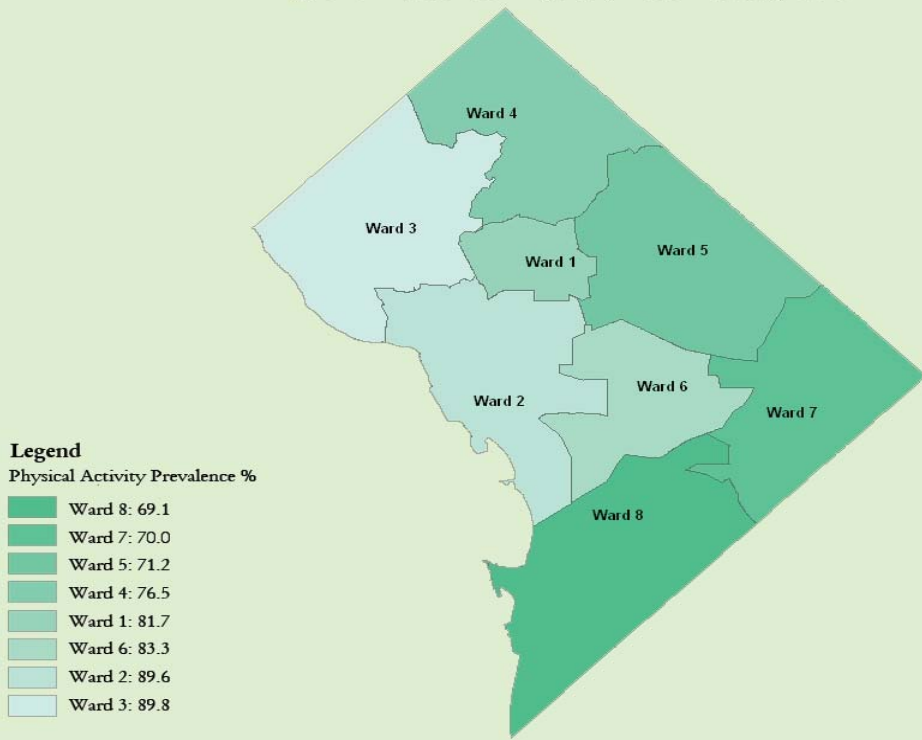 Ward 4
Ward 3
Ward 5
Ward 1
Ward 6
Ward 2
Ward 7
Ward 8
Legend
Physical Activity Prevalence %
Ward 8: 69.1
Ward 7: 70.0
Ward 5: 71.2
Ward 4: 76.5
Ward 1: 81.7
Ward 6: 83.3
Ward 2: 89.6
Ward 3: 89.8